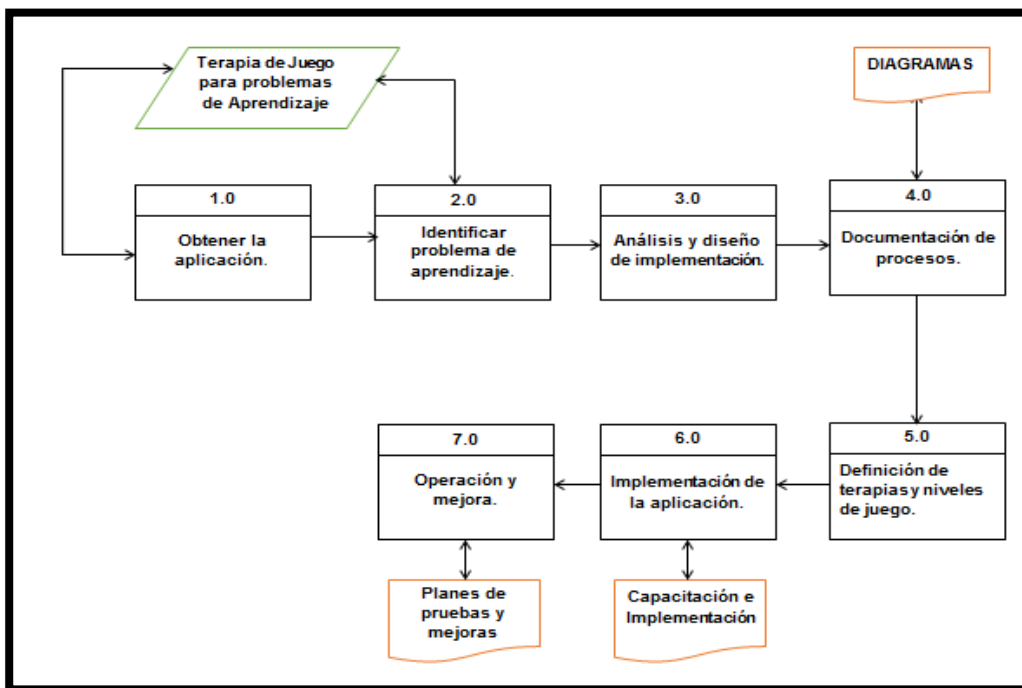 Terapia de Juego
para problemas
de Aprendizaje
DIAGRAMAS
1.0
Obtener la
aplicación.
2.0
Identificar
problema de
aprendizaje.
3.0
Análisis y diseño
de implementación.
4.0
Documentación de
procesos.
7.0
Operación y
mejora.
6.0
Implementación de
la aplicación.
5.0
Definición de
terapias y niveles
de juego.
Planes de
pruebas y
mejoras
Capacitación e
Implementación